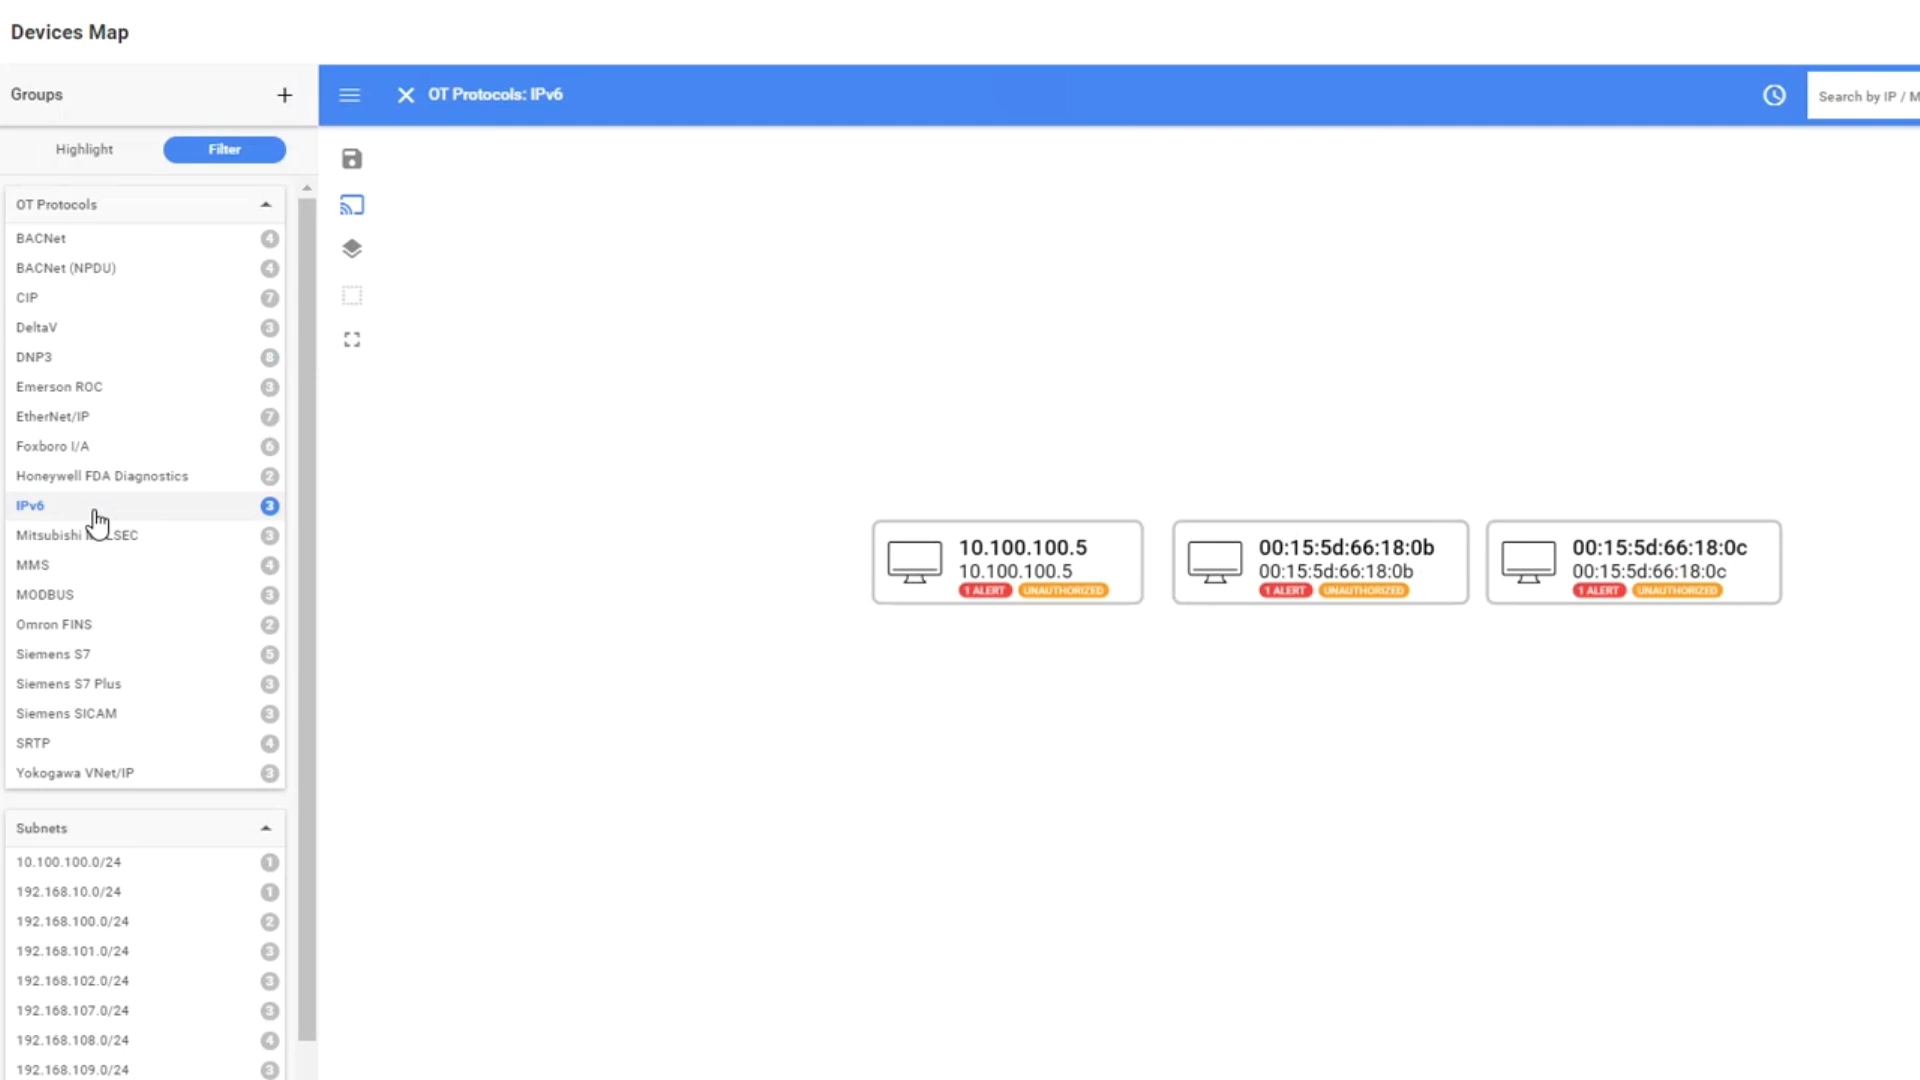 Devices Map
Groups +
OT Protocols: IPv6
Search by IP / M
Highlight Filter
OT Protocols
BACNet 4
BACNet (NPDU) 4
CIP 7
DeltaV 3
DNP3 8
Emerson ROC 3
EtherNet/IP 7
Foxboro I/A 6
Honeywell FDA Diagnostics 2
IPv6 3
Mitsubishi LSEC 3
MMS 4
MODBUS 3
Omron FINS 2
Siemens S7 5
Siemens S7 Plus 3
Siemens SICAM 3
SRTP 4
Yokogawa VNet/IP 3
Subnets
10.100.100.0/24 1
192.168.10.0/24 1
192.168.100.0/24 2
192.168.101.0/24 3
192.168.102.0/24 3
192.168.107.0/24 3
192.168.108.0/24 4
192.168.109.0/24 3
10.100.100.5
10.100.100.5
1 ALERT UNAUTHORIZED
00:15:5d:66:18:0b
00:15:5d:66:18:0b
1 ALERT UNAUTHORIZED
00:15:5d:66:18:0c
00:15:5d:66:18:0c
1 ALERT UNAUTHORIZED